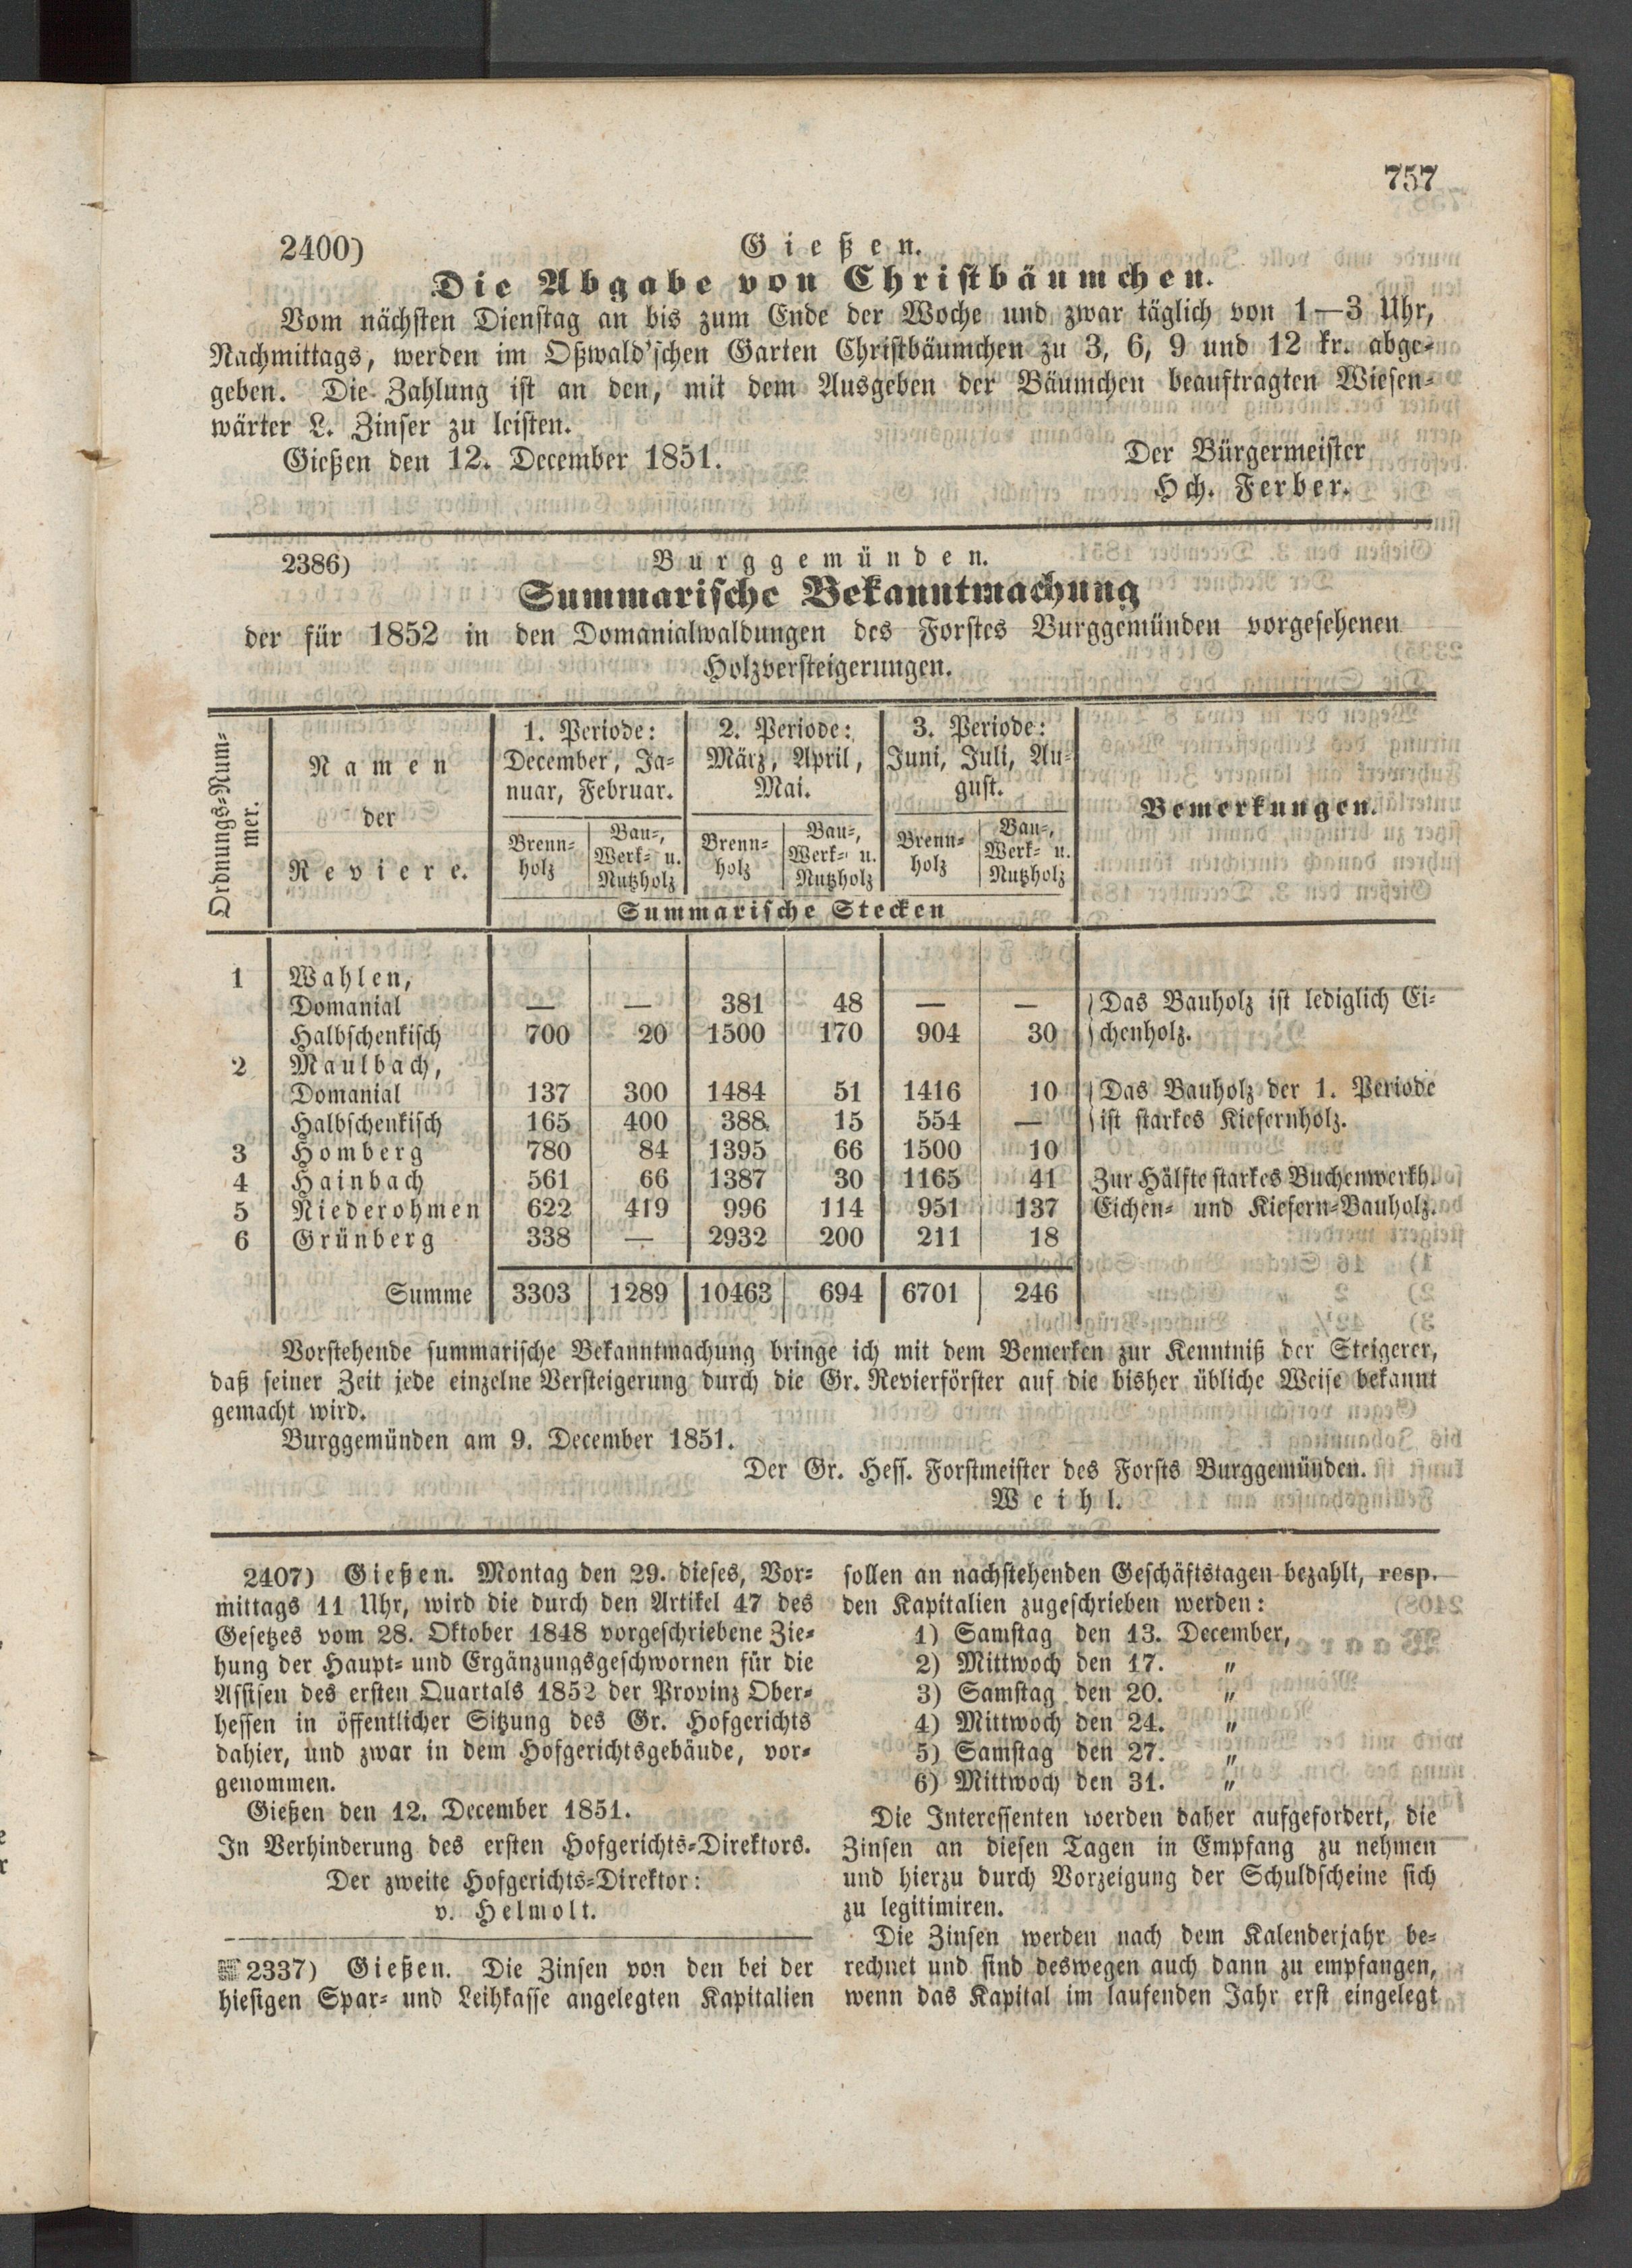 757
2400) Gießen.
Die Abgabe von Christbäumchen.
Vom nächsten Dienstag an bis zum Ende der Woche und zwar täglich von 1—3 Uhr,
Nachmittags, werden im Oßwald'schen Garten Christbäumchen zu 3, 6, 9 und 12 kr. abge-
geben. Die Zahlung ist an den, mit dem Ausgeben der Bäumchen beauftragten Wiesen-
wärter L. Zinser zu leisten.
Gießen den 12. December 1851. Der Bürgermeister
Hch. Ferber.
2386) Burggemünden.
Summarische Bekanntmachung
der für 1852 in den Domanialwaldungen des Forstes Burggemünden vorgesehenen
Holzversteigerungen.
Ordnungs-Num-
mer.
Namen
der
Reviere.
1. Periode:
December, Ja-
nuar, Februar.
2. Periode:
März, April,
Mai.
3. Periode:
Juni, Juli, Au-
gust.
Bemerkungen.
Brenn-
holz
Bau-,
Werk- u.
Nutzholz
Brenn-
holz
Bau-,
Werk- u.
Nutzholz
Brenn-
holz
Bau-,
Werk- u.
Nutzholz
Summarische Stecken
1 Wahlen,
Domanial — — 381 48 — — Das Bauholz ist lediglich Ei-
Halbschenkisch 700 20 1500 170 904 30 chenholz.
2 Maulbach,
Domanial 137 300 1484 51 1416 10 Das Bauholz der 1. Periode
Halbschenkisch 165 400 388 15 554 — ist starkes Kiefernholz.
3 Homberg 780 84 1395 66 1500 10
4 Hainbach 561 66 1387 30 1165 41 Zur Hälfte starkes Buchenwerkh.
5 Niederohmen 622 419 996 114 951 137 Eichen- und Kiefern-Bauholz.
6 Grünberg 338 — 2932 200 211 18
Summe 3303 1289 10463 694 6701 246
Vorstehende summarische Bekanntmachung bringe ich mit dem Bemerken zur Kenntniß der Steigerer,
daß seiner Zeit jede einzelne Versteigerung durch die Gr. Revierförster auf die bisher übliche Weise bekannt
gemacht wird.
Burggemünden am 9. December 1851.
Der Gr. Hess. Forstmeister des Forsts Burggemünden.
Weihl.
2407) Gießen. Montag den 29. dieses, Vor-
mittags 11 Uhr, wird die durch den Artikel 47 des
Gesetzes vom 28. Oktober 1848 vorgeschriebene Zie-
hung der Haupt- und Ergänzungsgeschwornen für die
Assisen des ersten Quartals 1852 der Provinz Ober-
hessen in öffentlicher Sitzung des Gr. Hofgerichts
dahier, und zwar in dem Hofgerichtsgebäude, vor-
genommen.
Gießen den 12. December 1851.
In Verhinderung des ersten Hofgerichts-Direktors.
Der zweite Hofgerichts-Direktor:
v. Helmolt.
2337) Gießen. Die Zinsen von den bei der
hiesigen Spar- und Leihkasse angelegten Kapitalien
sollen an nachstehenden Geschäftstagen bezahlt, resp.
den Kapitalien zugeschrieben werden:
1) Samstag den 13. December,
2) Mittwoch den 17. „
3) Samstag den 20. „
4) Mittwoch den 24. „
5) Samstag den 27. „
6) Mittwoch den 31. „
Die Interessenten werden daher aufgefordert, die
Zinsen an diesen Tagen in Empfang zu nehmen
und hierzu durch Vorzeigung der Schuldscheine sich
zu legitimiren.
Die Zinsen werden nach dem Kalenderjahr be-
rechnet und sind deswegen auch dann zu empfangen,
wenn das Kapital im laufenden Jahr erst eingelegt